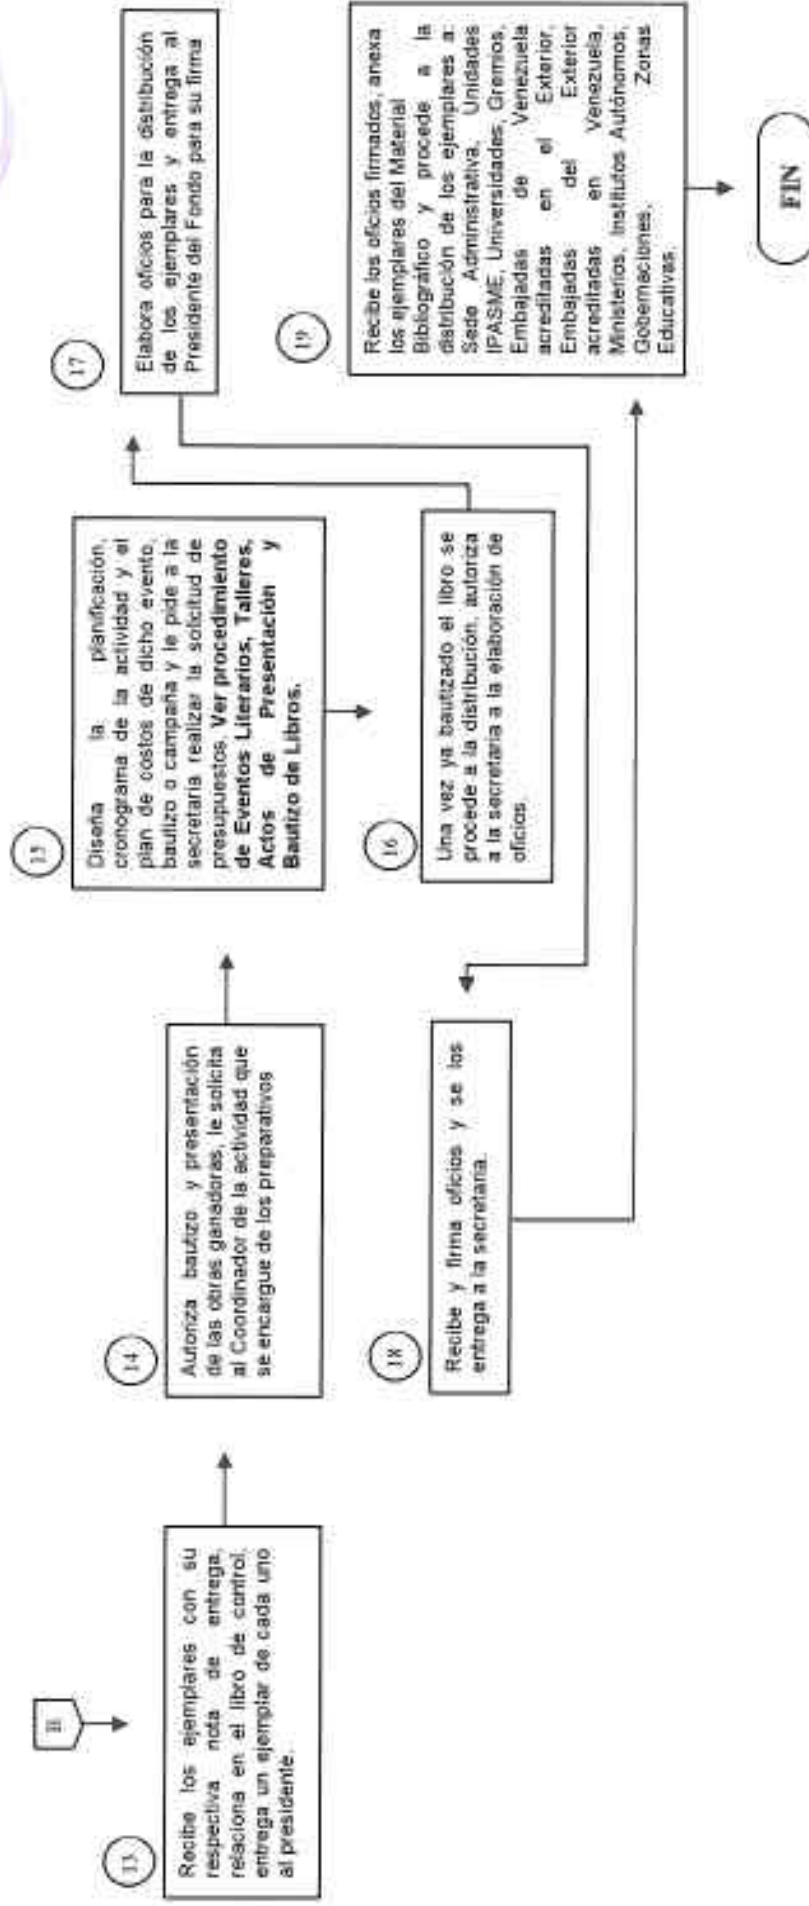 13
Recibe los ejemplares con su
respectiva nota de entrega,
relaciona en el libro de control,
entrega un ejemplar de cada uno
al presidente.
14
Autoriza bautizo y presentación
de las obras ganadoras, le solicita
al Coordinador de la actividad que
se encargue de los preparativos
15
Diseña la planificación,
cronograma de la actividad y el
plan de costos de dicho evento,
bautizo o campaña y le pide a la
secretaria realizar la solicitud de
presupuestos. Ver procedimiento
de Eventos Literarios, Talleres,
Actos de Presentación y
Bautizo de Libros.
16
Una vez ya bautizado el libro se
procede a la distribución, autoriza
a la secretaria a la elaboración de
oficios.
17
Elabora oficios para la distribución
de los ejemplares y entrega al
Presidente del Fondo para su firma
18
Recibe y firma oficios y se los
entrega a la secretaria.
19
Recibe los oficios firmados, anexa
los ejemplares del Material
Bibliográfico y procede a la
distribución de los ejemplares a:
Sede Administrativa, Unidades
IPASME, Universidades, Gremios,
Embajadas de Venezuela
acreditadas en el Exterior,
Embajadas del Exterior
acreditadas en Venezuela,
Ministerios, Institutos Autónomos,
Gobernaciones, Zonas
Educativas.
FIN